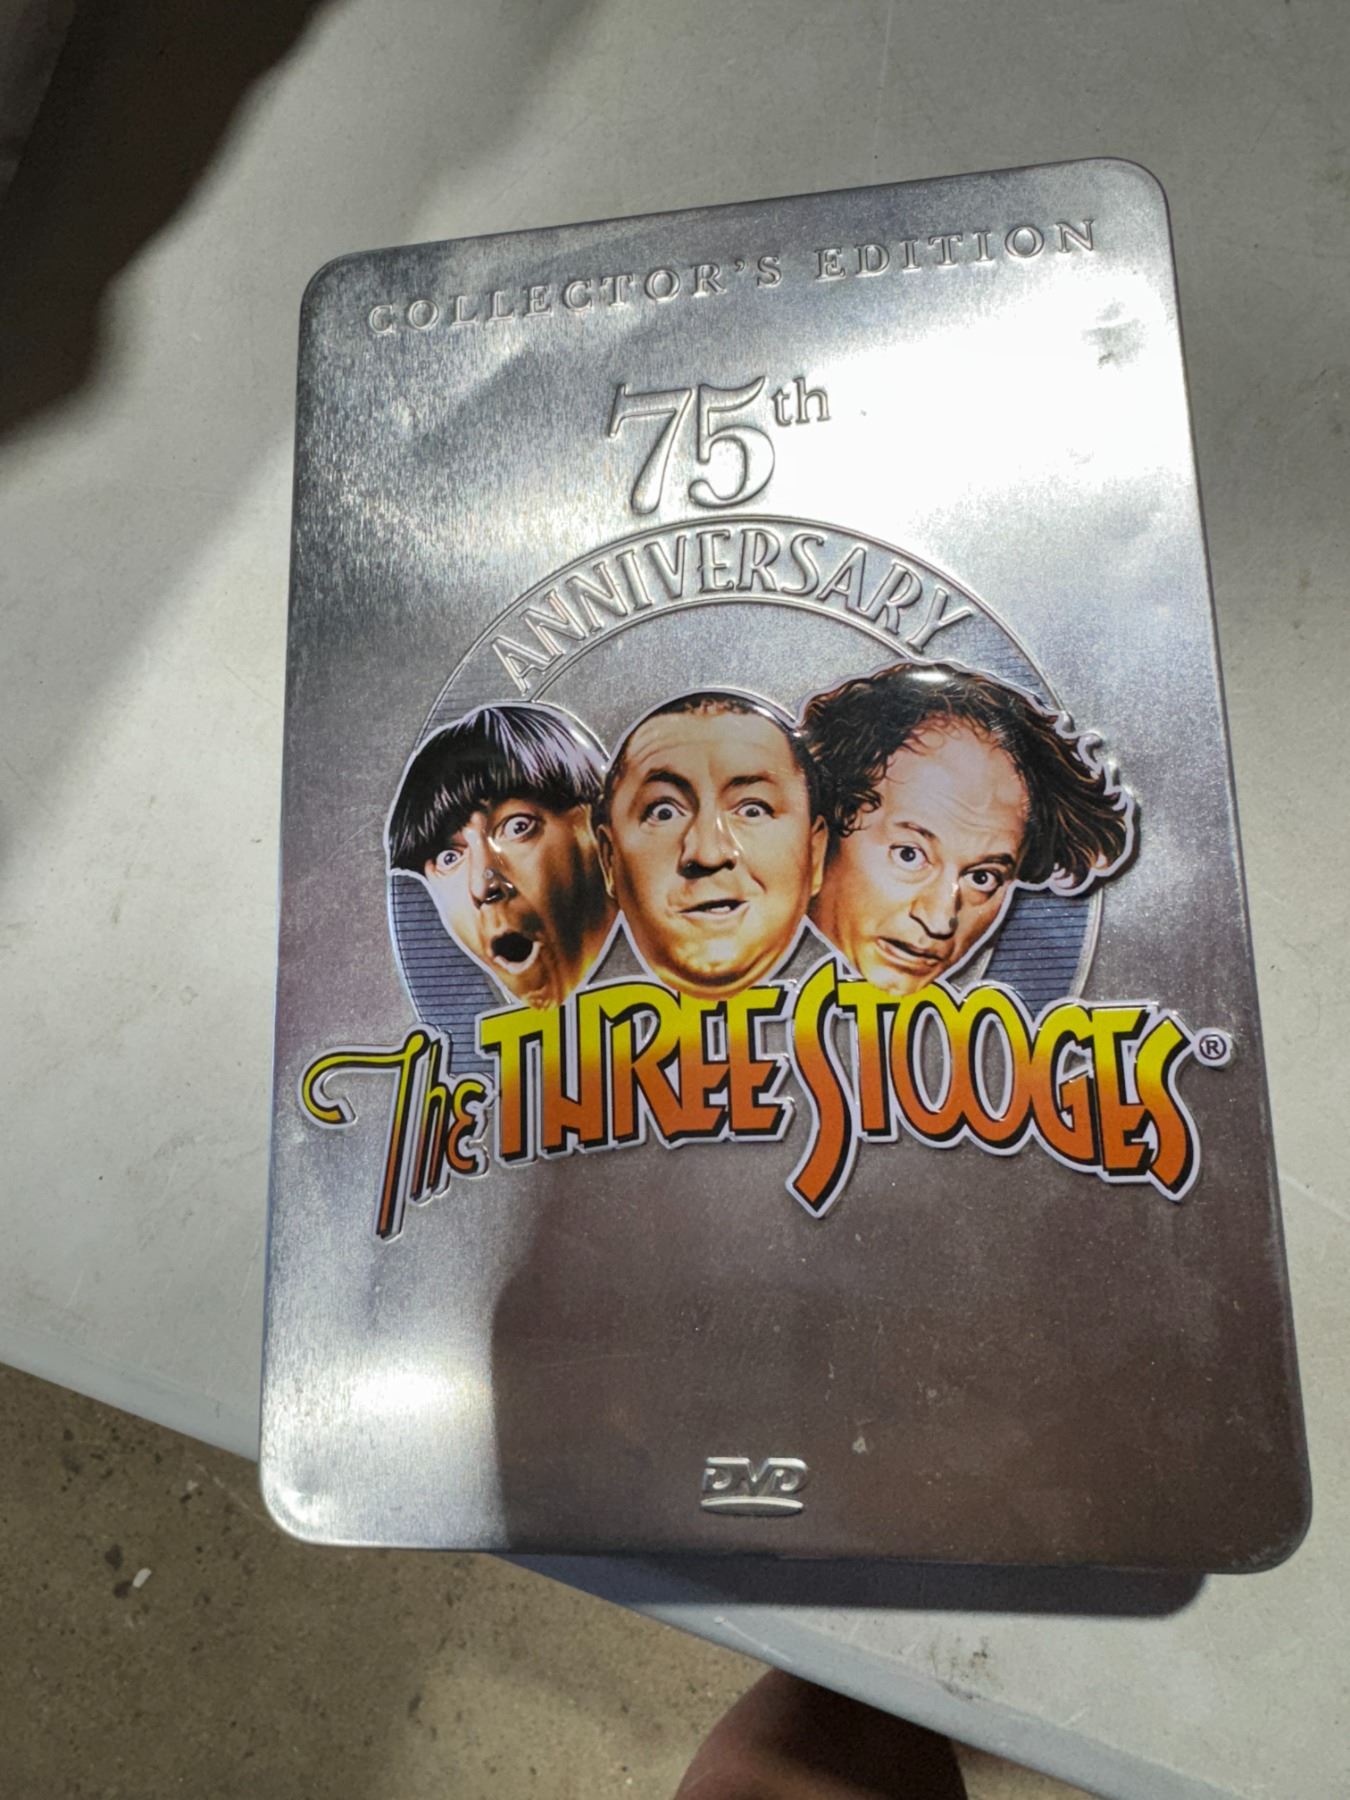 COLLECTOR'S EDITION
75th
ANNIVERSARY
The THREE STOOGES®
DVD